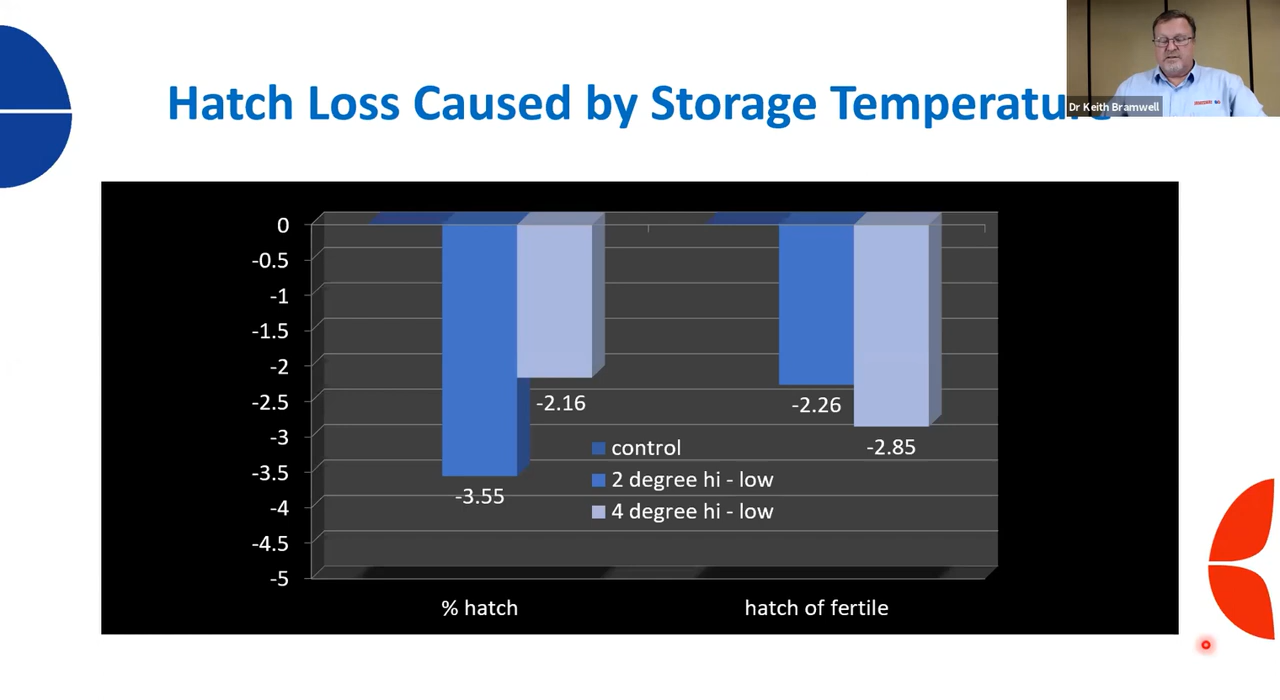 Hatch Loss Caused by Storage Temperature
Dr Keith Bramwell
0
-0.5
-1
-1.5
-2
-2.5
-3
-3.5
-4
-4.5
-5
-3.55
-2.16
-2.26
-2.85
control
2 degree hi - low
4 degree hi - low
% hatch
hatch of fertile